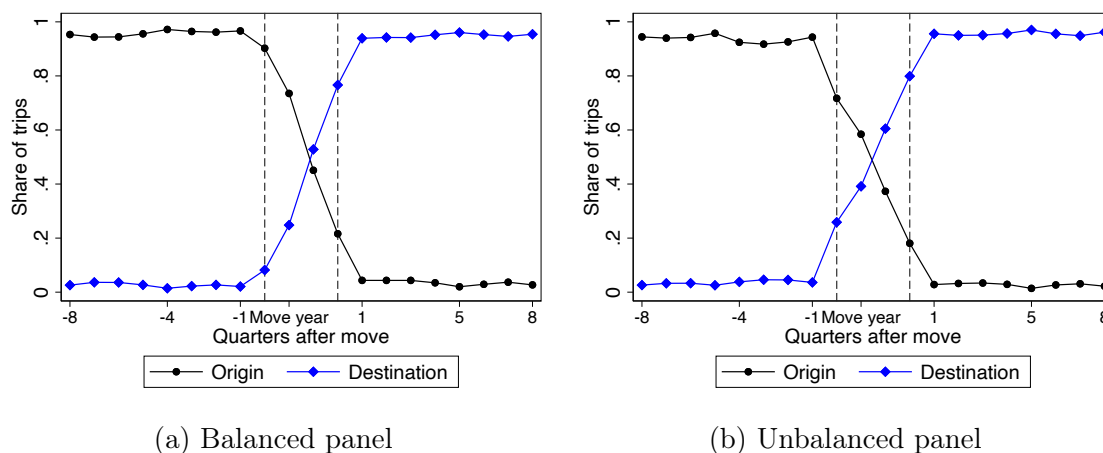 1
.8
.6
.4
.2
0
Share of trips
-8 -4 -1 Move year 1 5 8
Quarters after move
Origin Destination
(a) Balanced panel
1
.8
.6
.4
.2
0
Share of trips
-8 -4 -1 Move year 1 5 8
Quarters after move
Origin Destination
(b) Unbalanced panel